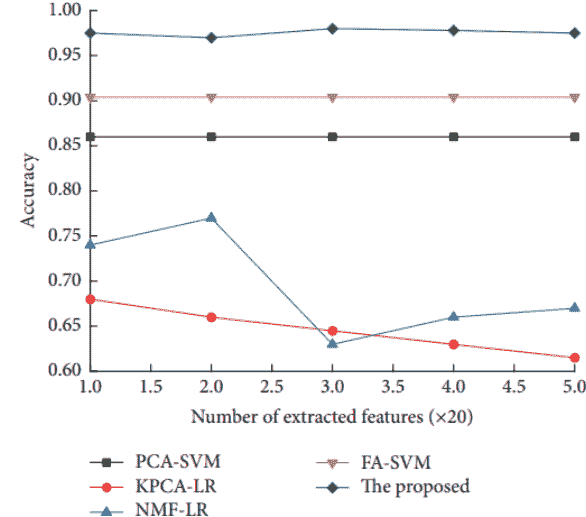 1.00
0.95
0.90
0.85
0.80
0.75
0.70
0.65
0.60
Accuracy
1.0 1.5 2.0 2.5 3.0 3.5 4.0 4.5 5.0
Number of extracted features (×20)
PCA-SVM
KPCA-LR
NMF-LR
FA-SVM
The proposed